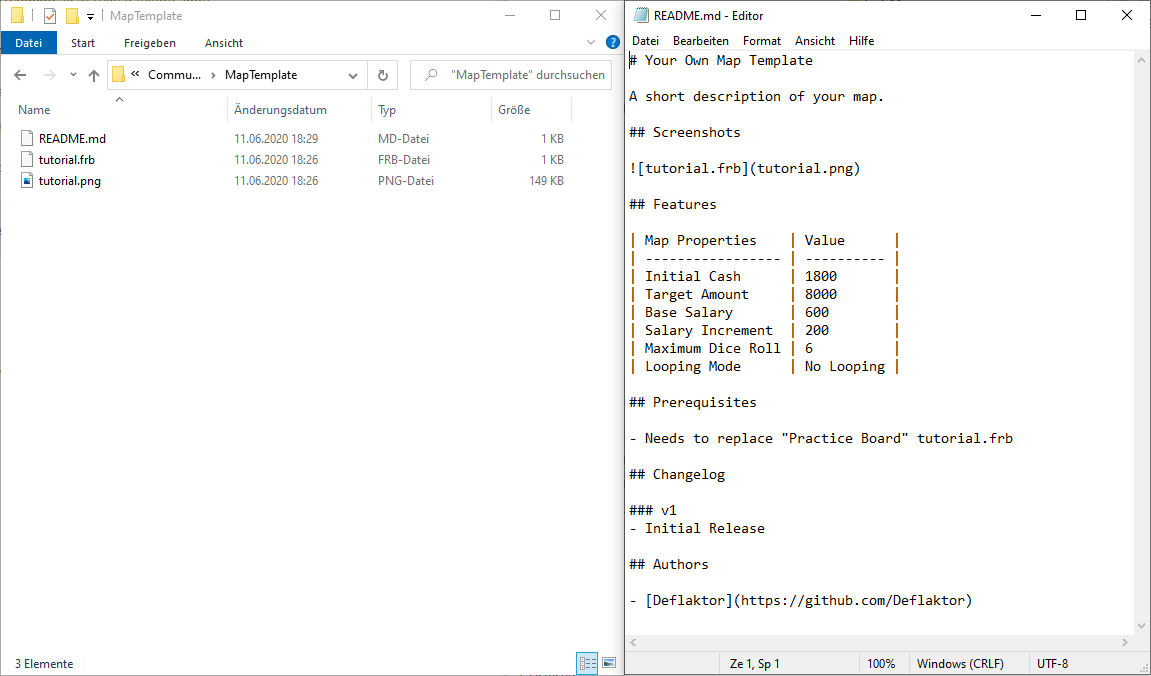 MapTemplate
Datei Start Freigeben Ansicht
« Commu... › MapTemplate "MapTemplate" durchsuchen
Name Änderungsdatum Typ Größe
README.md 11.06.2020 18:29 MD-Datei 1 KB
tutorial.frb 11.06.2020 18:26 FRB-Datei 1 KB
tutorial.png 11.06.2020 18:26 PNG-Datei 149 KB
3 Elemente
README.md - Editor
Datei Bearbeiten Format Ansicht Hilfe
# Your Own Map Template
A short description of your map.
## Screenshots
![tutorial.frb](tutorial.png)
## Features
| Map Properties | Value |
| ----------------- | ---------- |
| Initial Cash | 1800 |
| Target Amount | 8000 |
| Base Salary | 600 |
| Salary Increment | 200 |
| Maximum Dice Roll | 6 |
| Looping Mode | No Looping |
## Prerequisites
- Needs to replace "Practice Board" tutorial.frb
## Changelog
### v1
- Initial Release
## Authors
- [Deflaktor](https://github.com/Deflaktor)
Ze 1, Sp 1 100% Windows (CRLF) UTF-8